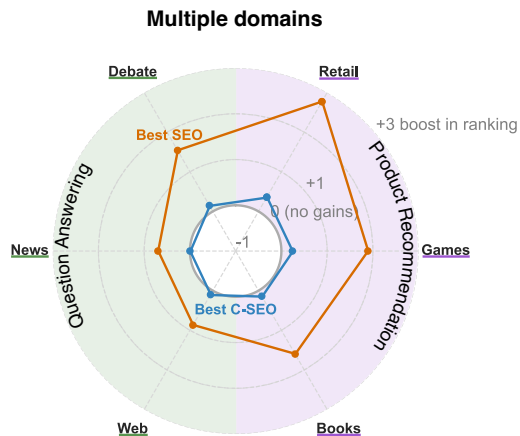 Multiple domains
Debate
Retail
Best SEO
+3 boost in ranking
+1
0 (no gains)
Question Answering
Product Recommendation
News
-1
Games
Best C-SEO
Web
Books